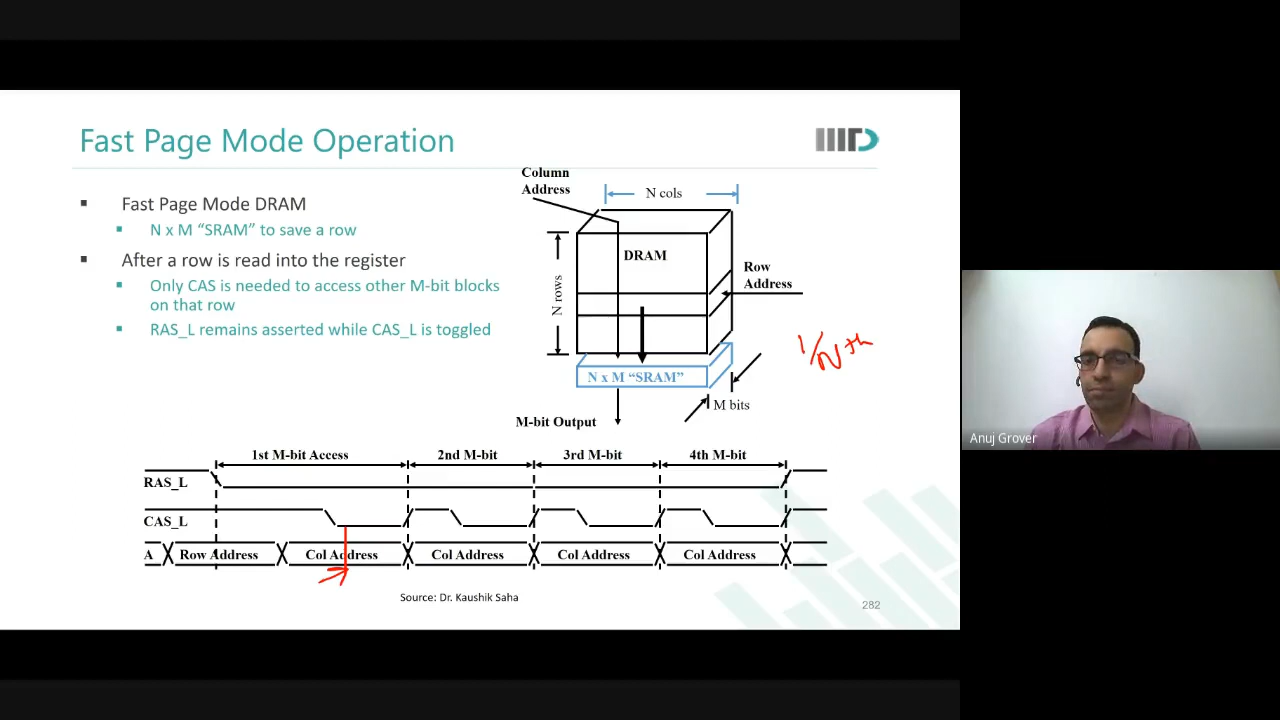 Fast Page Mode Operation
IIITD
Fast Page Mode DRAM
N x M “SRAM” to save a row
After a row is read into the register
Only CAS is needed to access other M-bit blocks
on that row
RAS_L remains asserted while CAS_L is toggled
Column
Address
N cols
DRAM
N rows
Row
Address
N x M “SRAM”
M bits
M-bit Output
1/Nth
1st M-bit Access
2nd M-bit
3rd M-bit
4th M-bit
RAS_L
CAS_L
A
Row Address
Col Address
Col Address
Col Address
Col Address
Source: Dr. Kaushik Saha
282
Anuj Grover